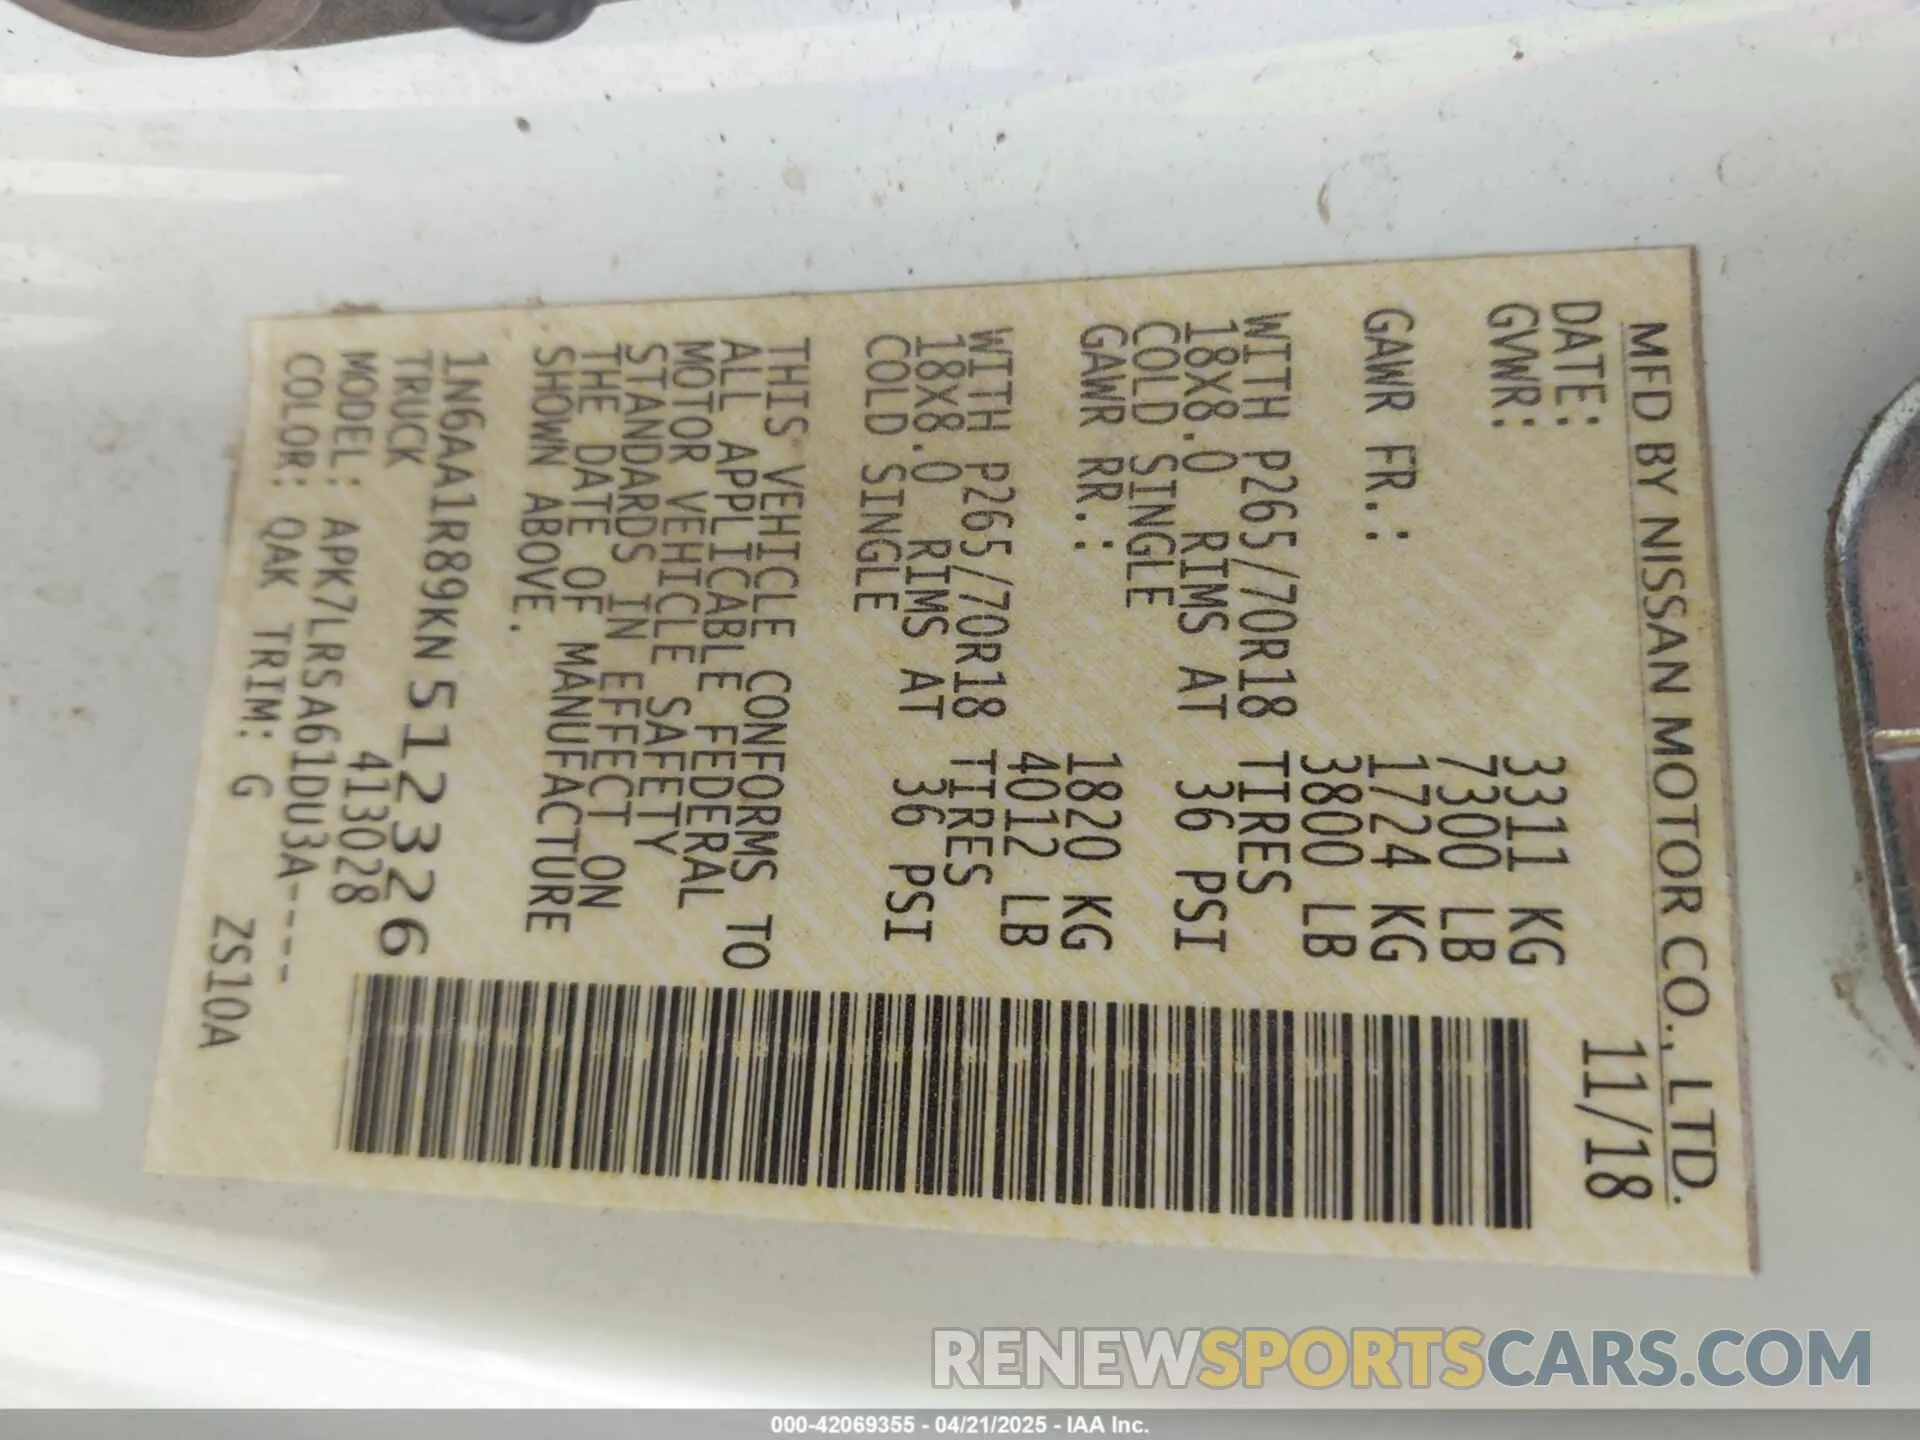 MFD BY NISSAN MOTOR CO., LTD.
DATE: 11/18
GVWR: 3311 KG
7300 LB
GAWR FR.: 1724 KG
3800 LB
WITH P265/70R18 TIRES
18X8.0 RIMS AT 36 PSI
COLD SINGLE
GAWR RR.: 1820 KG
4012 LB
WITH P265/70R18 TIRES
18X8.0 RIMS AT 36 PSI
COLD SINGLE
THIS VEHICLE CONFORMS TO
ALL APPLICABLE FEDERAL
MOTOR VEHICLE SAFETY
STANDARDS IN EFFECT ON
THE DATE OF MANUFACTURE
SHOWN ABOVE.
1N6AA1R89KN512326
TRUCK 413028
MODEL: APK7LRSA61DU3A----
COLOR: QAK TRIM: G ZS10A
RENEWSPORTSCARS.COM
000-42069355 - 04/21/2025 - IAA Inc.